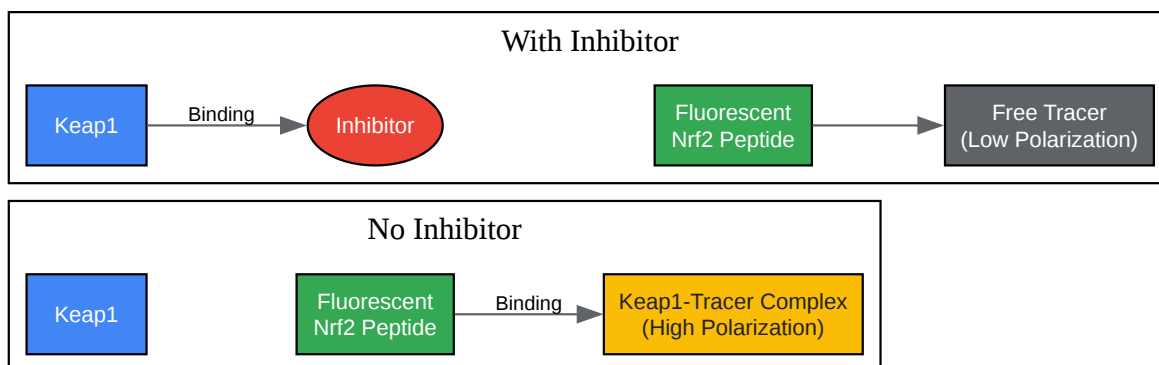 With Inhibitor
Keap1
Binding
Inhibitor
Fluorescent
Nrf2 Peptide
Free Tracer
(Low Polarization)
No Inhibitor
Keap1
Fluorescent
Nrf2 Peptide
Binding
Keap1-Tracer Complex
(High Polarization)